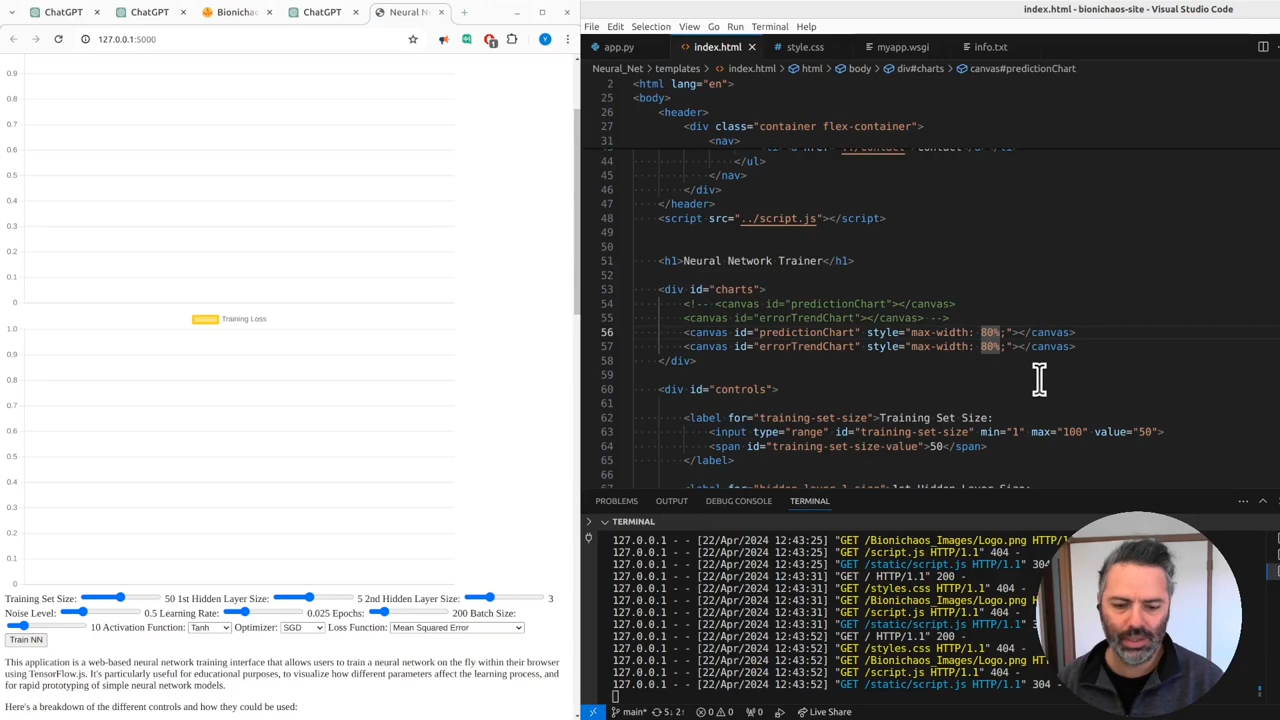 ChatGPT
ChatGPT
Bionichaos
ChatGPT
Neural N
127.0.0.1:5000
1
Y
0.9
0.8
0.7
0.6
0.5
0.4
0.3
0.2
0.1
0
Training Loss
1.0
0.9
0.8
0.7
0.6
0.5
0.4
0.3
0.2
0.1
0
Training Set Size: 50 1st Hidden Layer Size: 5 2nd Hidden Layer Size: 3
Noise Level: 0.5 Learning Rate: 0.025 Epochs: 200 Batch Size:
10 Activation Function: Tanh Optimizer: SGD Loss Function: Mean Squared Error
Train NN
This application is a web-based neural network training interface that allows users to train a neural network on the fly within their browser
using TensorFlow.js. It's particularly useful for educational purposes, to visualize how different parameters affect the learning process, and
for rapid prototyping of simple neural network models.
Here's a breakdown of the different controls and how they could be used:
index.html - bionichaos-site - Visual Studio Code
File Edit Selection View Go Run Terminal Help
app.py index.html style.css myapp.wsgi info.txt
Neural_Net templates index.html html body div#charts canvas#predictionChart
2 <html lang="en">
25 <body>
26 <header>
27 <div class="container flex-container">
31 <nav>
44 </ul>
45 </nav>
46 </div>
47 </header>
48 <script src="../script.js"></script>
49
50
51 <h1>Neural Network Trainer</h1>
52
53 <div id="charts">
54 <!-- <canvas id="predictionChart"></canvas>
55 <canvas id="errorTrendChart"></canvas> -->
56 <canvas id="predictionChart" style="max-width: 80%;"></canvas>
57 <canvas id="errorTrendChart" style="max-width: 80%;"></canvas>
58 </div>
59
60 <div id="controls">
61
62 <label for="training-set-size">Training Set Size:
63 <input type="range" id="training-set-size" min="1" max="100" value="50">
64 <span id="training-set-size-value">50</span>
65 </label>
66
PROBLEMS OUTPUT DEBUG CONSOLE TERMINAL
TERMINAL
127.0.0.1 - - [22/Apr/2024 12:43:25] "GET /Bionichaos_Images/Logo.png HTTP/1
127.0.0.1 - - [22/Apr/2024 12:43:25] "GET /script.js HTTP/1.1" 404 -
127.0.0.1 - - [22/Apr/2024 12:43:25] "GET /static/script.js HTTP/1.1" 304
127.0.0.1 - - [22/Apr/2024 12:43:31] "GET / HTTP/1.1" 200 -
127.0.0.1 - - [22/Apr/2024 12:43:31] "GET /styles.css HTTP/1.1" 404 -
127.0.0.1 - - [22/Apr/2024 12:43:31] "GET /Bionichaos_Images/Logo.png
127.0.0.1 - - [22/Apr/2024 12:43:31] "GET /script.js HTTP/1.1" 404
127.0.0.1 - - [22/Apr/2024 12:43:31] "GET /static/script.js HTTP/1.1"
127.0.0.1 - - [22/Apr/2024 12:43:52] "GET / HTTP/1.1" 200 -
127.0.0.1 - - [22/Apr/2024 12:43:52] "GET /styles.css HTTP/1.1" 404
127.0.0.1 - - [22/Apr/2024 12:43:52] "GET /Bionichaos_Images/Logo.png
127.0.0.1 - - [22/Apr/2024 12:43:52] "GET /script.js HTTP/1.1" 404 -
127.0.0.1 - - [22/Apr/2024 12:43:52] "GET /static/script.js HTTP/1.1" 304
main* 5↓ 2↑ 0 0 0 Live Share